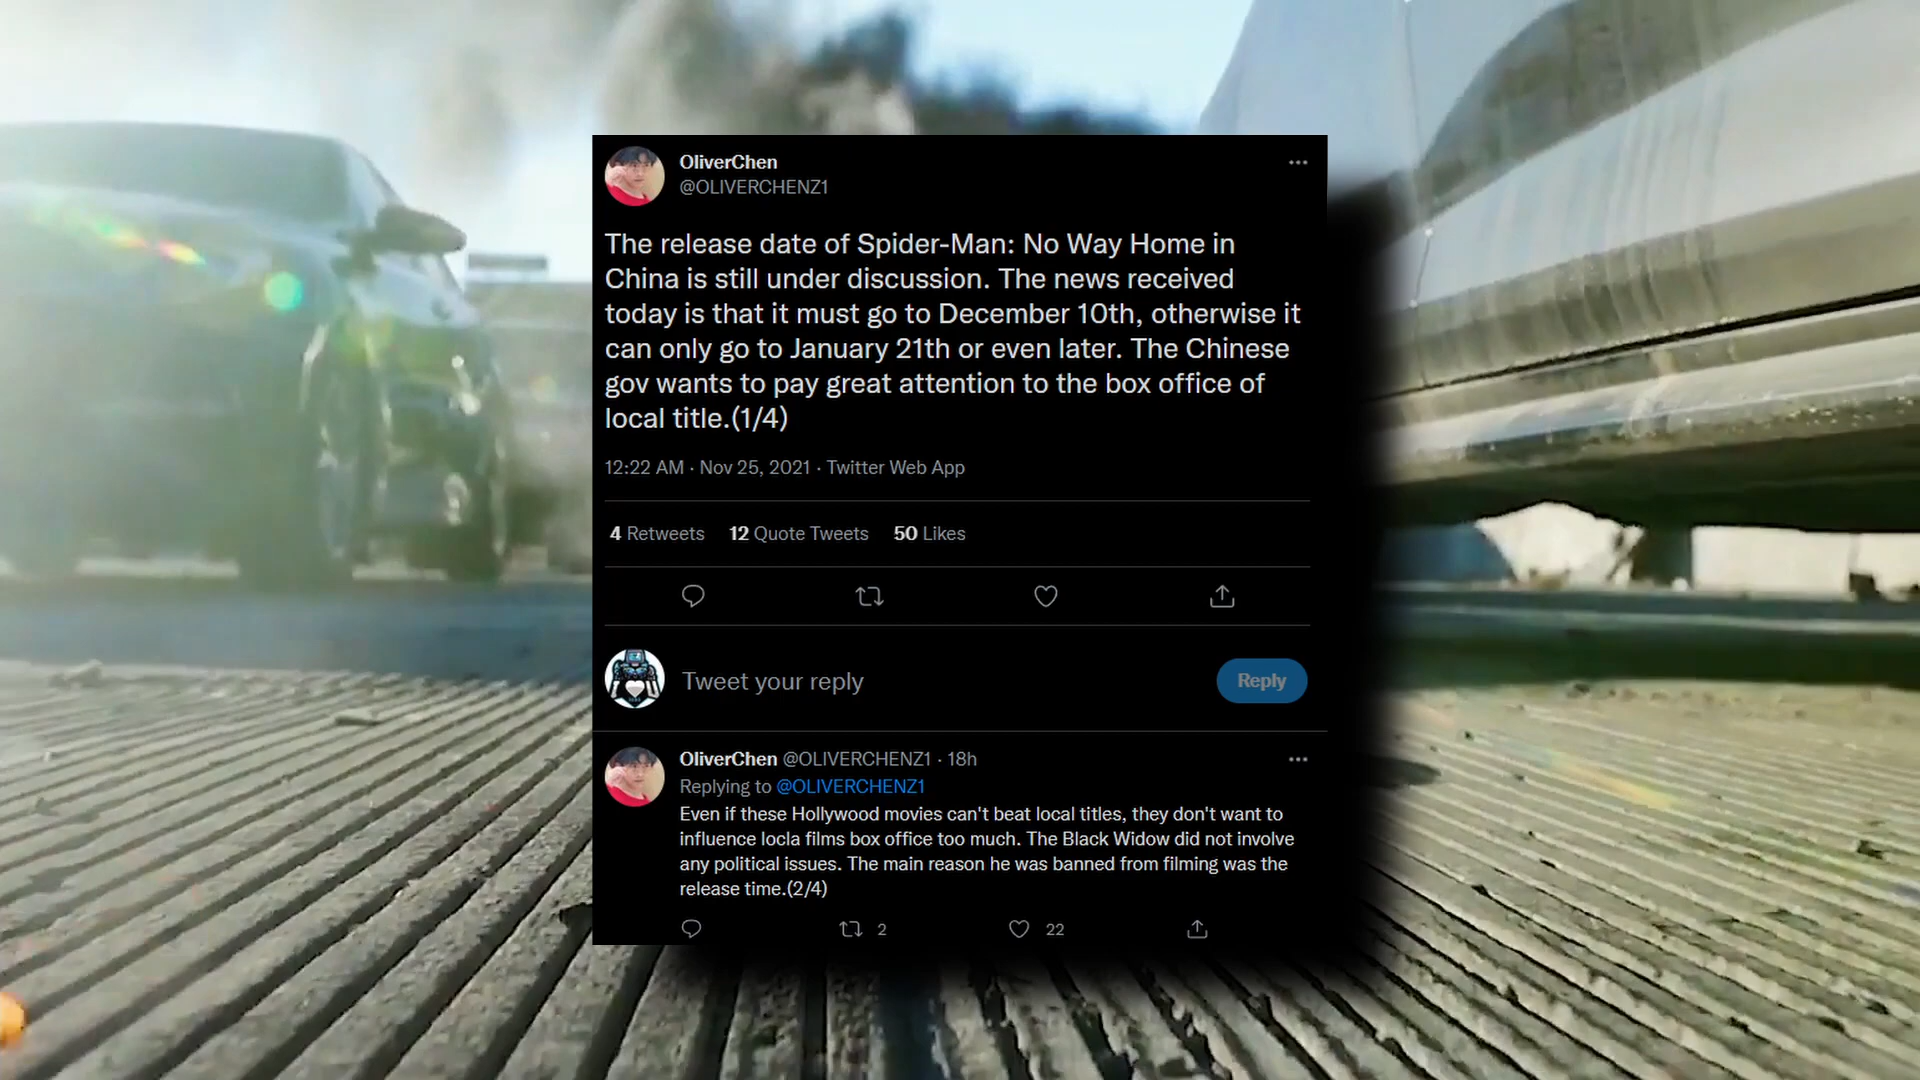 OliverChen
@OLIVERCHENZ1
The release date of Spider-Man: No Way Home in
China is still under discussion. The news received
today is that it must go to December 10th, otherwise it
can only go to January 21th or even later. The Chinese
gov wants to pay great attention to the box office of
local title.(1/4)
12:22 AM · Nov 25, 2021 · Twitter Web App
4 Retweets 12 Quote Tweets 50 Likes
Tweet your reply
Reply
OliverChen @OLIVERCHENZ1 · 18h
Replying to @OLIVERCHENZ1
Even if these Hollywood movies can't beat local titles, they don't want to
influence locla films box office too much. The Black Widow did not involve
any political issues. The main reason he was banned from filming was the
release time.(2/4)
2 22